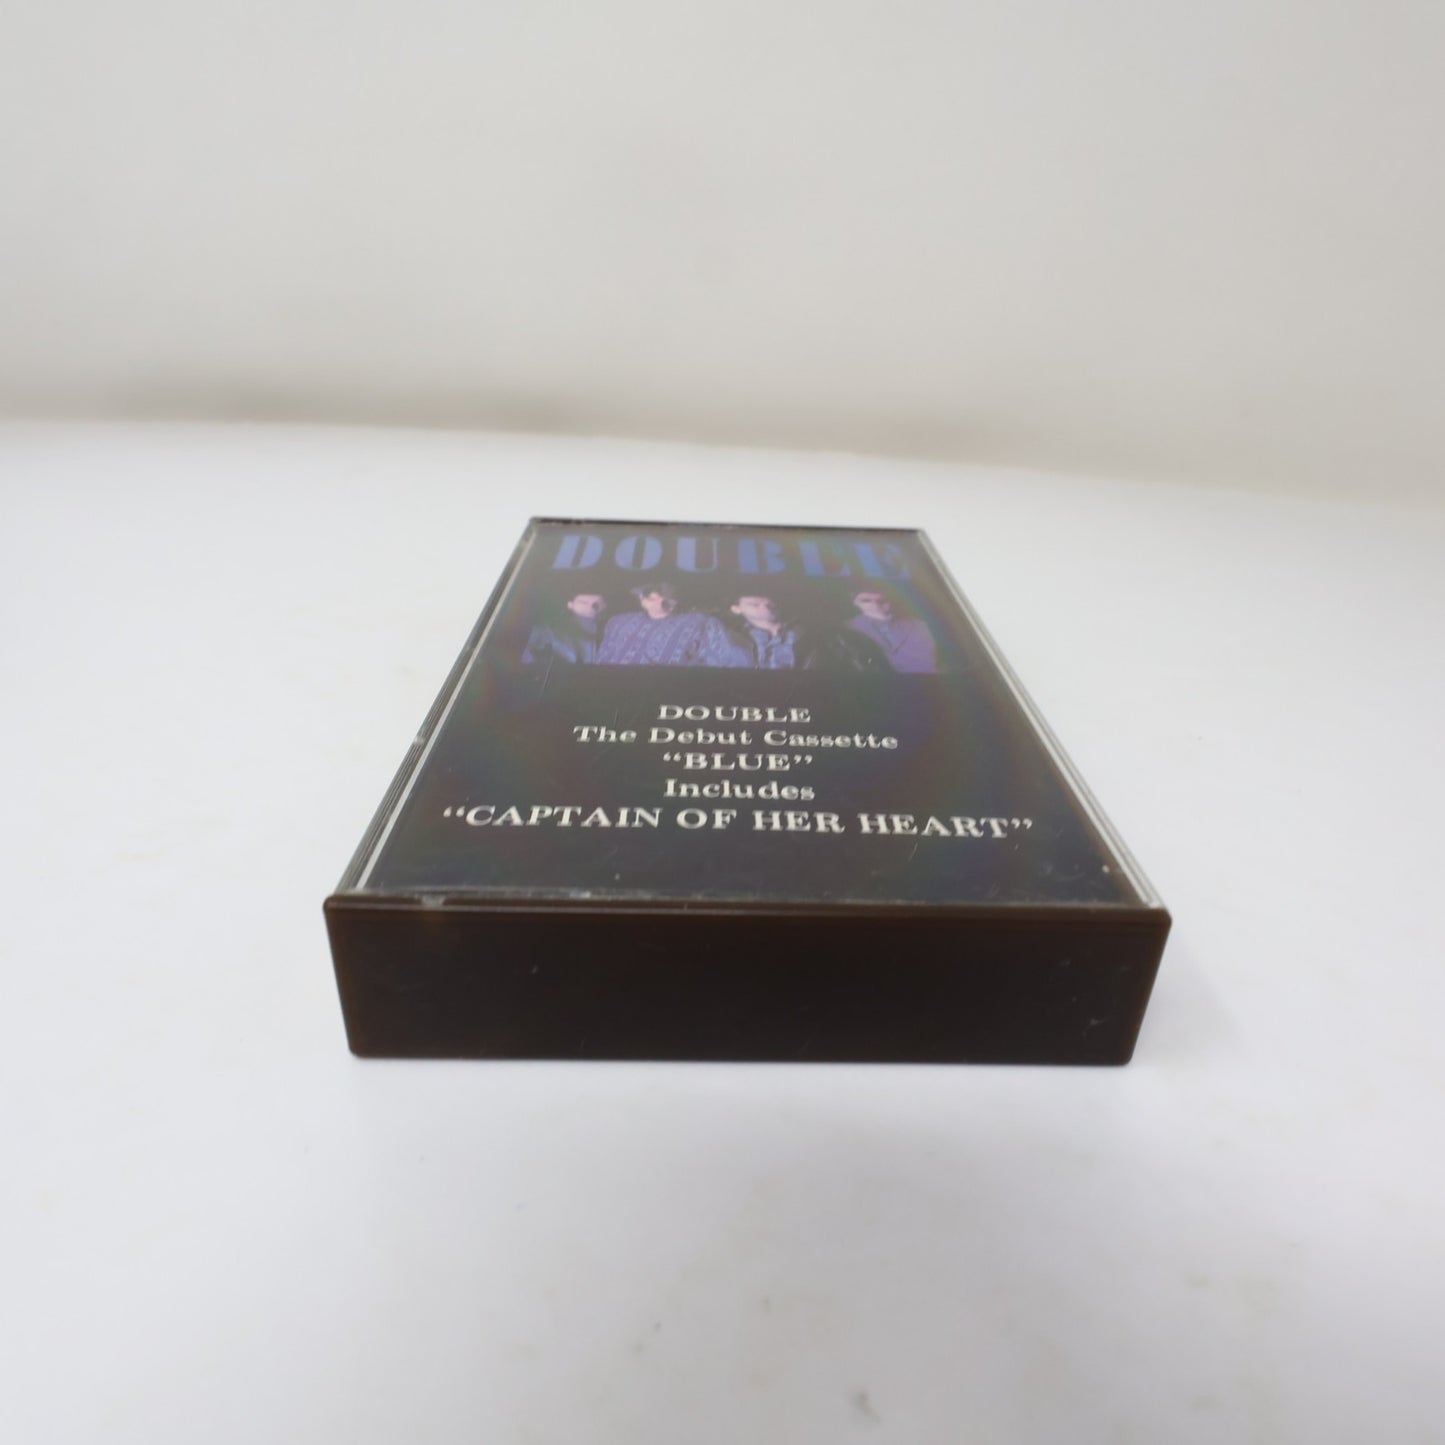 DOUBLE
DOUBLE
The Debut Cassette
“BLUE”
Includes
“CAPTAIN OF HER HEART”